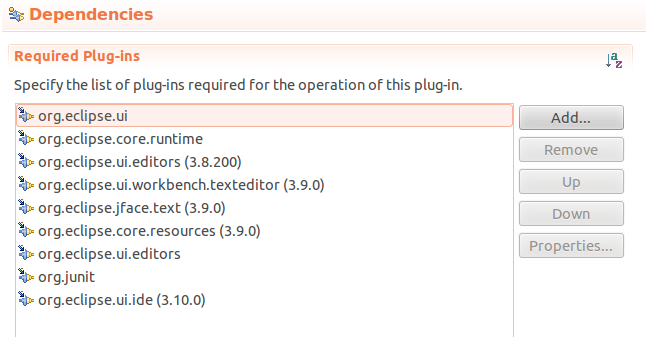 Dependencies
Required Plug-ins
a
z
Specify the list of plug-ins required for the operation of this plug-in.
org.eclipse.ui
org.eclipse.core.runtime
org.eclipse.ui.editors (3.8.200)
org.eclipse.ui.workbench.texteditor (3.9.0)
org.eclipse.jface.text (3.9.0)
org.eclipse.core.resources (3.9.0)
org.eclipse.ui.editors
org.junit
org.eclipse.ui.ide (3.10.0)
Add...
Remove
Up
Down
Properties...